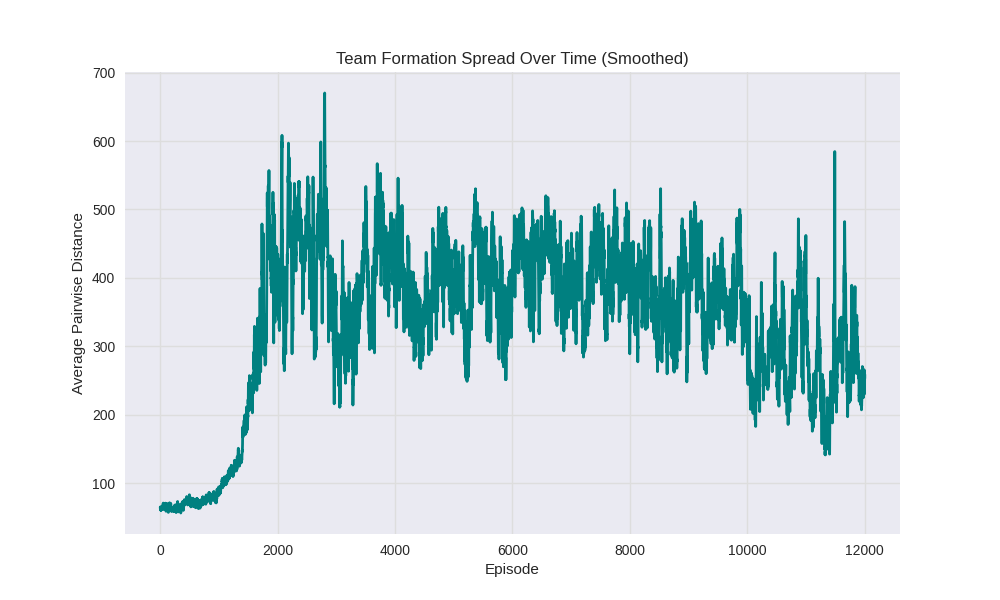 Team Formation Spread Over Time (Smoothed)
700
600
500
400
300
200
100
Average Pairwise Distance
0 2000 4000 6000 8000 10000 12000
Episode